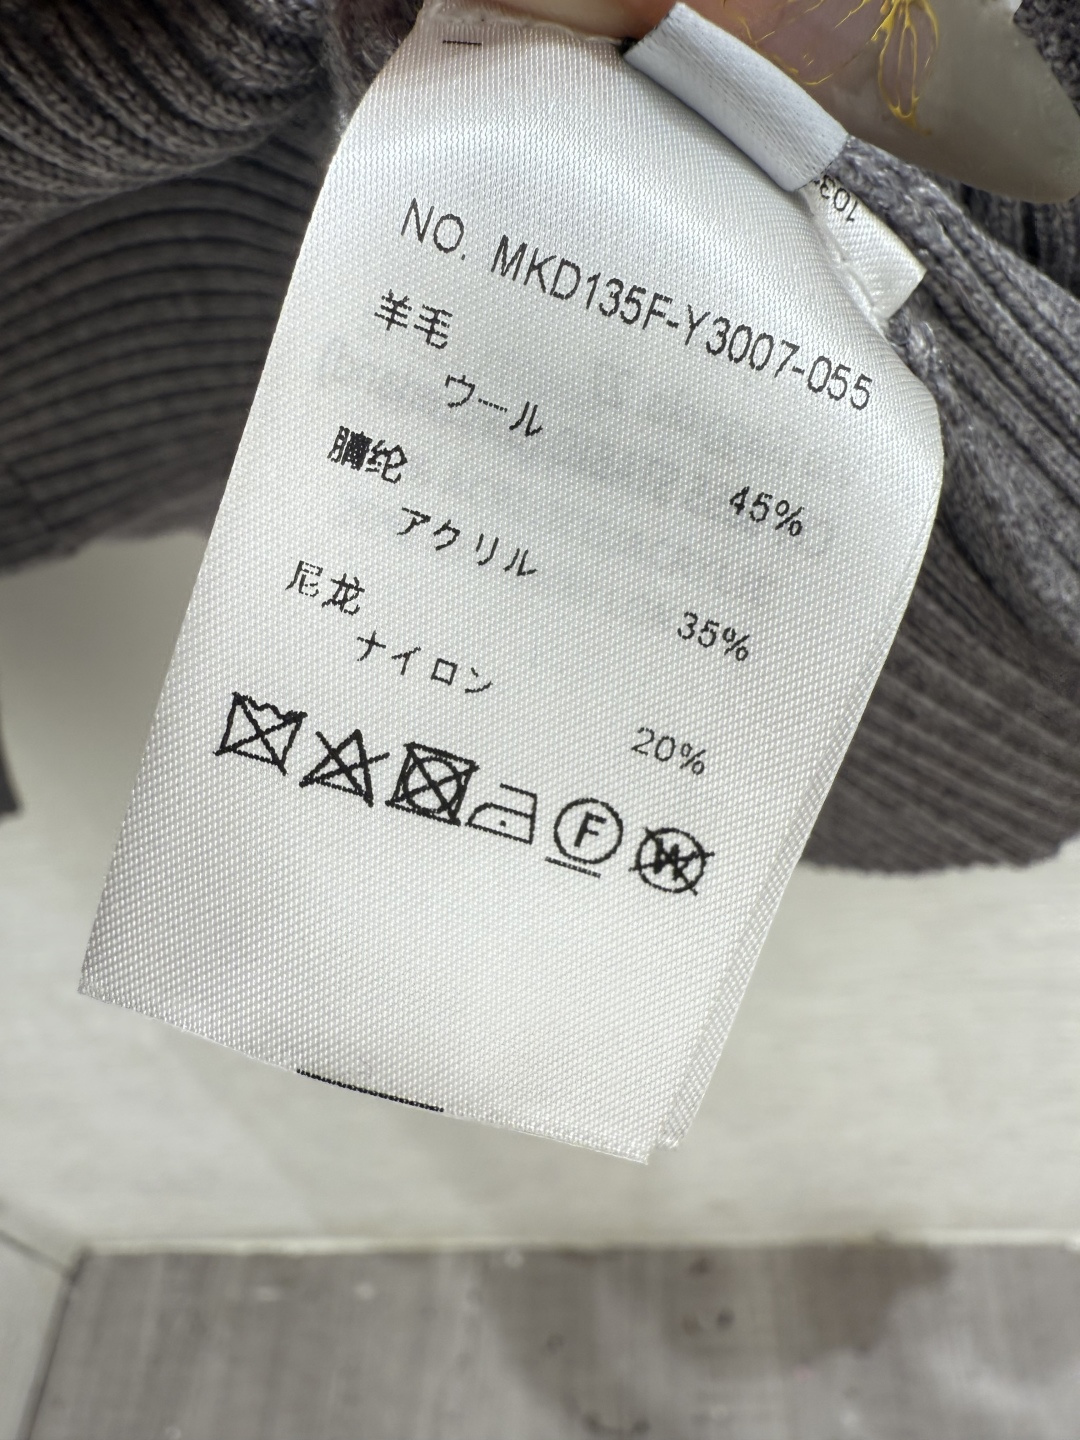 NO. MKD135F-Y3007-055
羊毛
ウール
45%
腈纶
アクリル
35%
尼龙
ナイロン
20%
F
W